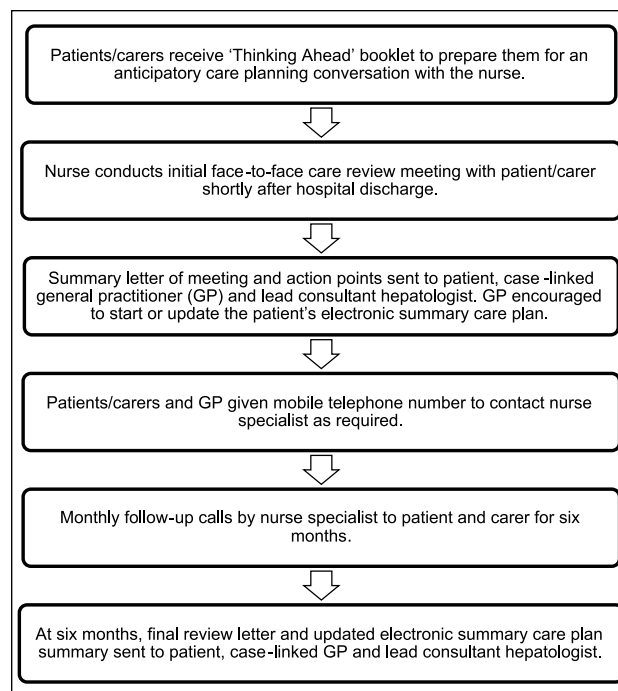 Patients/carers receive ‘Thinking Ahead’ booklet to prepare them for an
anticipatory care planning conversation with the nurse.
Nurse conducts initial face-to-face care review meeting with patient/carer
shortly after hospital discharge.
Summary letter of meeting and action points sent to patient, case-linked
general practitioner (GP) and lead consultant hepatologist. GP encouraged
to start or update the patient’s electronic summary care plan.
Patients/carers and GP given mobile telephone number to contact nurse
specialist as required.
Monthly follow-up calls by nurse specialist to patient and carer for six
months.
At six months, final review letter and updated electronic summary care plan
summary sent to patient, case-linked GP and lead consultant hepatologist.